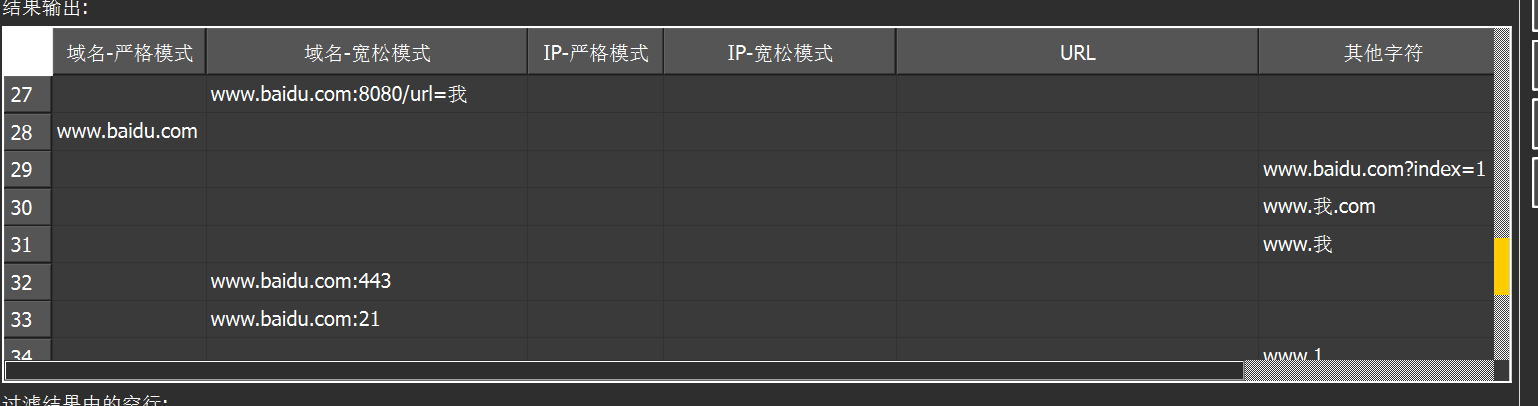 结果输出:
域名-严格模式 域名-宽松模式 IP-严格模式 IP-宽松模式 URL 其他字符
27 www.baidu.com:8080/url=我
28 www.baidu.com
29 www.baidu.com?index=1
30 www.我.com
31 www.我
32 www.baidu.com:443
33 www.baidu.com:21
34 www.1
过滤结果中的空行: